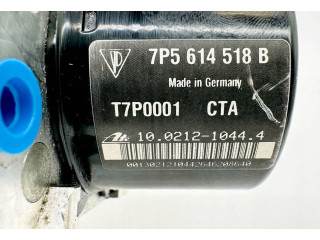 7P5 614 518 B
Made in Germany
T7P0001 CTA
10.0212-1044.4